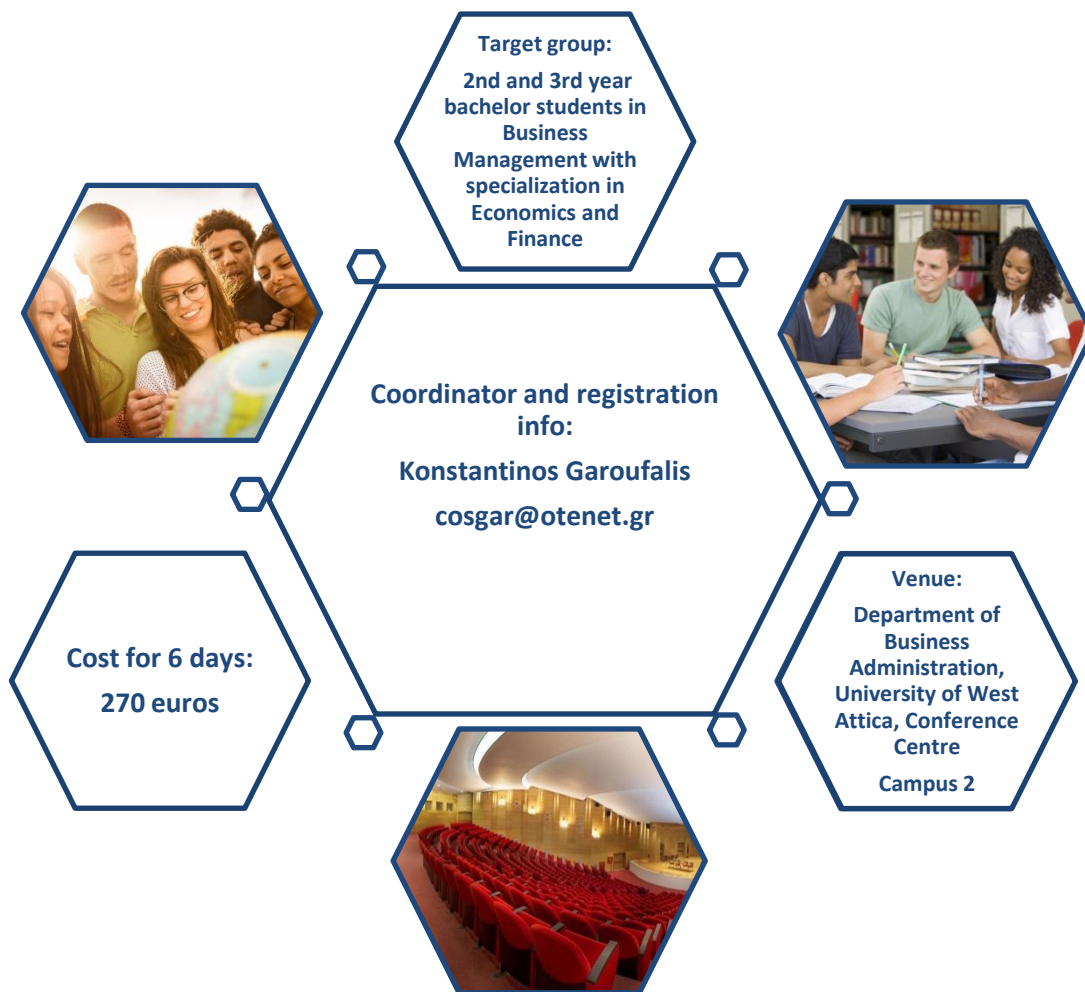 Target group:
2nd and 3rd year
bachelor students in
Business
Management with
specialization in
Economics and
Finance
Coordinator and registration
info:
Konstantinos Garoufalis
cosgar@otenet.gr
Cost for 6 days:
270 euros
Venue:
Department of
Business
Administration,
University of West
Attica, Conference
Centre
Campus 2